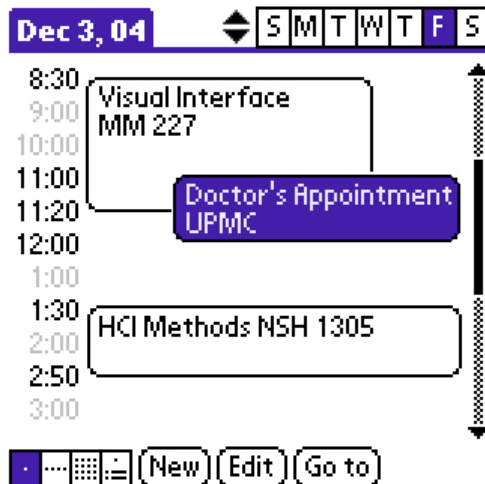 Dec 3, 04 S M T W T F S
8:30
Visual Interface
9:00
MM 227
10:00
11:00
Doctor's Appointment
11:20
UPMC
12:00
1:00
1:30
HCI Methods NSH 1305
2:00
2:50
3:00
New Edit Go to